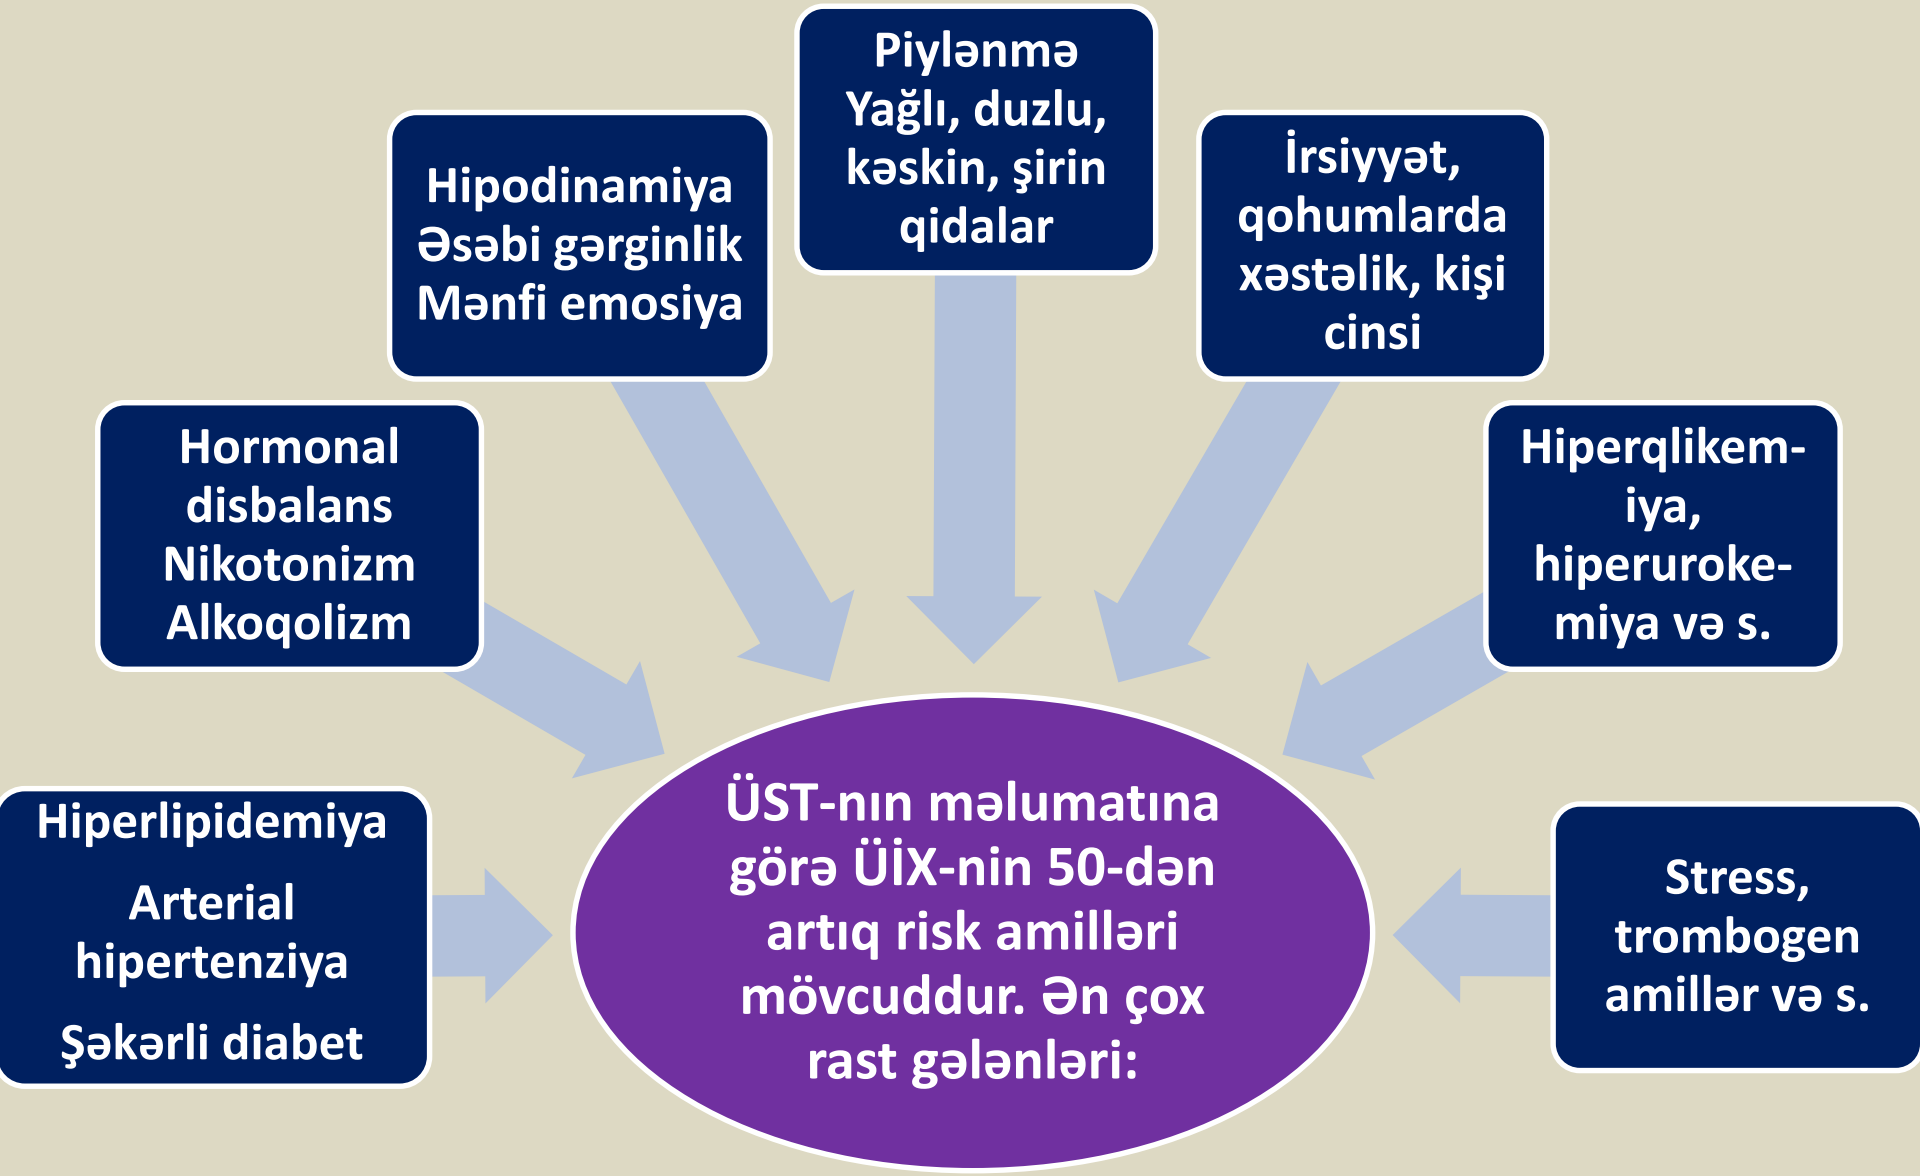 Piylənmə
Yağlı, duzlu,
kəskin, şirin
qidalar
Hipodinamiya
Əsəbi gərginlik
Mənfi emosiya
İrsiyyət,
qohumlarda
xəstəlik, kişi
cinsi
Hormonal
disbalans
Nikotonizm
Alkoqolizm
Hiperqlikem-
iya,
hiperuroke-
miya və s.
Hiperlipidemiya
Arterial
hipertenziya
Şəkərli diabet
ÜST-nın məlumatına
görə ÜİX-nin 50-dən
artıq risk amilləri
mövcuddur. Ən çox
rast gələnləri:
Stress,
trombogen
amillər və s.